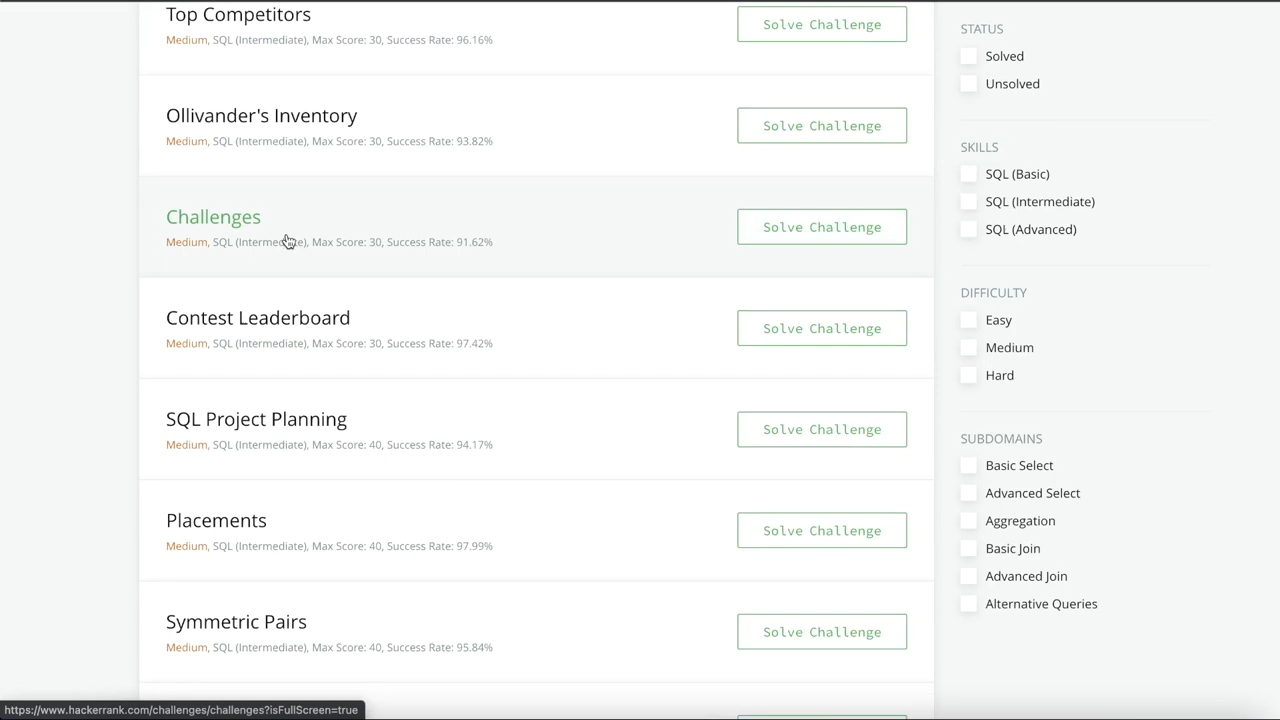 Top Competitors
Medium, SQL (Intermediate), Max Score: 30, Success Rate: 96.16%
Solve Challenge
Ollivander's Inventory
Medium, SQL (Intermediate), Max Score: 30, Success Rate: 93.82%
Solve Challenge
Challenges
Medium, SQL (Intermediate), Max Score: 30, Success Rate: 91.62%
Solve Challenge
Contest Leaderboard
Medium, SQL (Intermediate), Max Score: 30, Success Rate: 97.42%
Solve Challenge
SQL Project Planning
Medium, SQL (Intermediate), Max Score: 40, Success Rate: 94.17%
Solve Challenge
Placements
Medium, SQL (Intermediate), Max Score: 40, Success Rate: 97.99%
Solve Challenge
Symmetric Pairs
Medium, SQL (Intermediate), Max Score: 40, Success Rate: 95.84%
Solve Challenge
STATUS
Solved
Unsolved
SKILLS
SQL (Basic)
SQL (Intermediate)
SQL (Advanced)
DIFFICULTY
Easy
Medium
Hard
SUBDOMAINS
Basic Select
Advanced Select
Aggregation
Basic Join
Advanced Join
Alternative Queries
https://www.hackerrank.com/challenges/challenges?isFullScreen=true